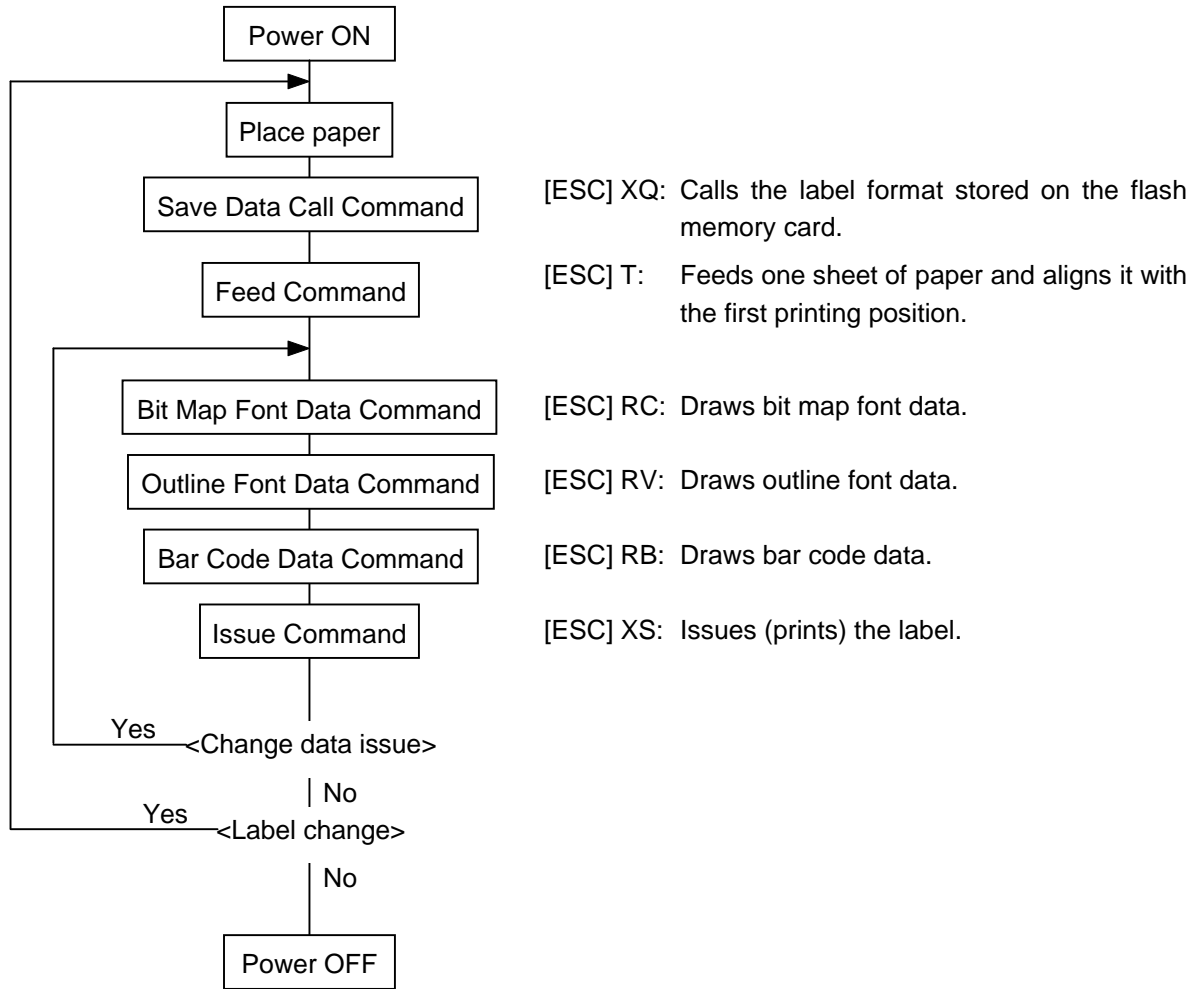 Power ON
Place paper
Save Data Call Command
[ESC] XQ: Calls the label format stored on the flash
memory card.
Feed Command
[ESC] T: Feeds one sheet of paper and aligns it with
the first printing position.
Bit Map Font Data Command
[ESC] RC: Draws bit map font data.
Outline Font Data Command
[ESC] RV: Draws outline font data.
Bar Code Data Command
[ESC] RB: Draws bar code data.
Issue Command
[ESC] XS: Issues (prints) the label.
Yes
<Change data issue>
No
Yes
<Label change>
No
Power OFF